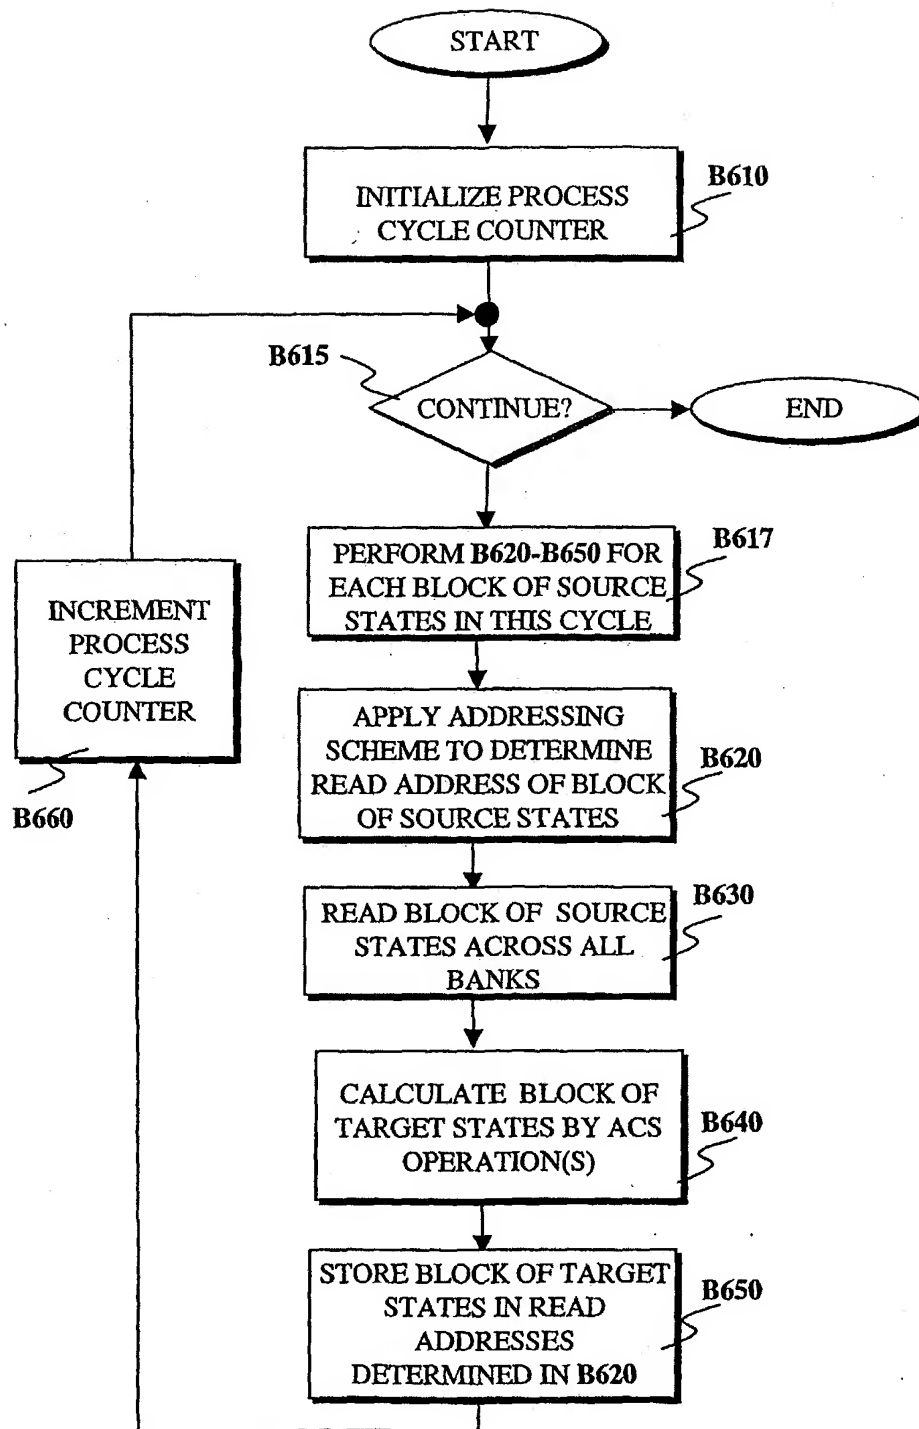 START
INITIALIZE PROCESS
CYCLE COUNTER
B610
B615
CONTINUE?
END
PERFORM B620-B650 FOR
EACH BLOCK OF SOURCE
STATES IN THIS CYCLE
B617
INCREMENT
PROCESS
CYCLE
COUNTER
B660
APPLY ADDRESSING
SCHEME TO DETERMINE
READ ADDRESS OF BLOCK
OF SOURCE STATES
B620
READ BLOCK OF SOURCE
STATES ACROSS ALL
BANKS
B630
CALCULATE BLOCK OF
TARGET STATES BY ACS
OPERATION(S)
B640
STORE BLOCK OF TARGET
STATES IN READ
ADDRESSES
DETERMINED IN B620
B650